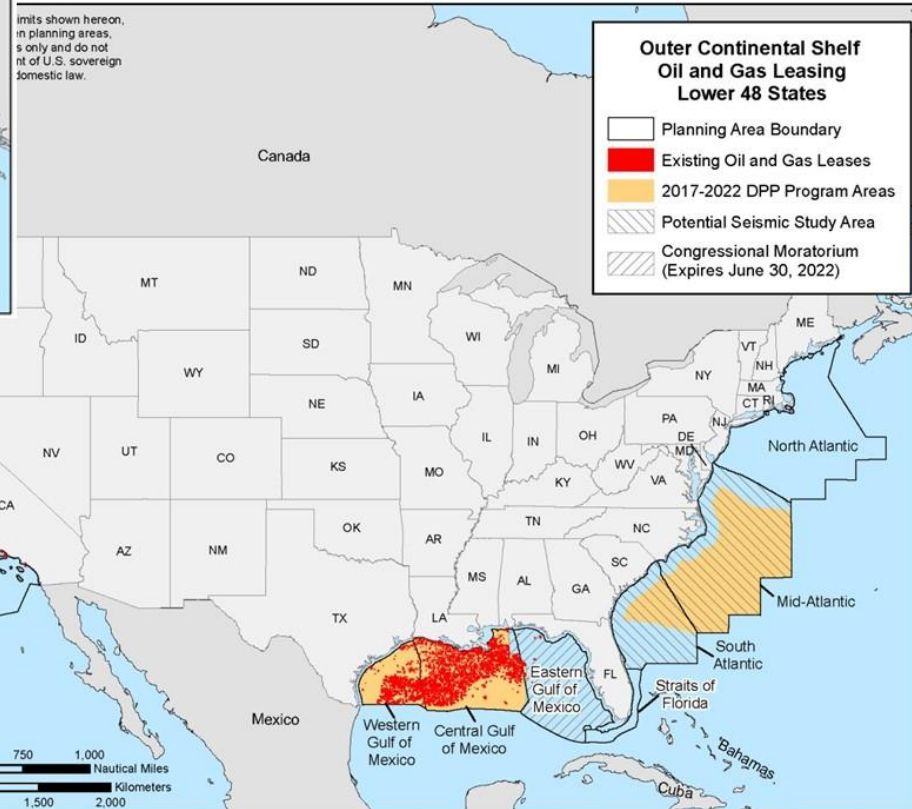 imits shown hereon,
en planning areas,
s only and do not
nt of U.S. sovereign
domestic law.
Outer Continental Shelf
Oil and Gas Leasing
Lower 48 States
Planning Area Boundary
Existing Oil and Gas Leases
2017-2022 DPP Program Areas
Potential Seismic Study Area
Congressional Moratorium
(Expires June 30, 2022)
Canada
MT
ND
MN
ID
SD
WI
MI
WY
NE
IA
NY
VT
NH
ME
MA
CT
RI
NV
UT
CO
KS
MO
IL
IN
OH
PA
NJ
DE
MD
WV
VA
KY
North Atlantic
CA
AZ
NM
OK
AR
TN
NC
SC
MS
AL
GA
TX
LA
FL
Mid-Atlantic
South
Atlantic
Straits of
Florida
Eastern
Gulf of
Mexico
Western
Gulf of
Mexico
Central Gulf
of Mexico
Mexico
Bahamas
Cuba
750
1,000
Nautical Miles
Kilometers
1,500
2,000